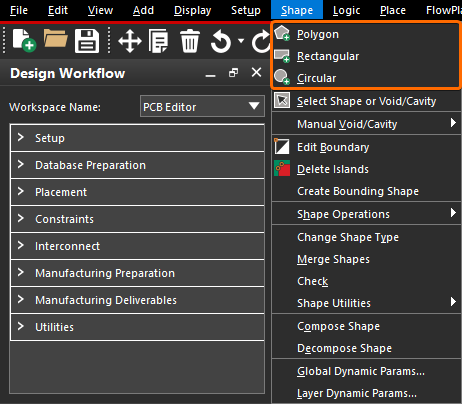 File Edit View Add Display Setup Shape Logic Place FlowPl
Design Workflow
Workspace Name: PCB Editor
Setup
Database Preparation
Placement
Constraints
Interconnect
Manufacturing Preparation
Manufacturing Deliverables
Utilities
Polygon
Rectangular
Circular
Select Shape or Void/Cavity
Manual Void/Cavity
Edit Boundary
Delete Islands
Create Bounding Shape
Shape Operations
Change Shape Type
Merge Shapes
Check
Shape Utilities
Compose Shape
Decompose Shape
Global Dynamic Params...
Layer Dynamic Params...